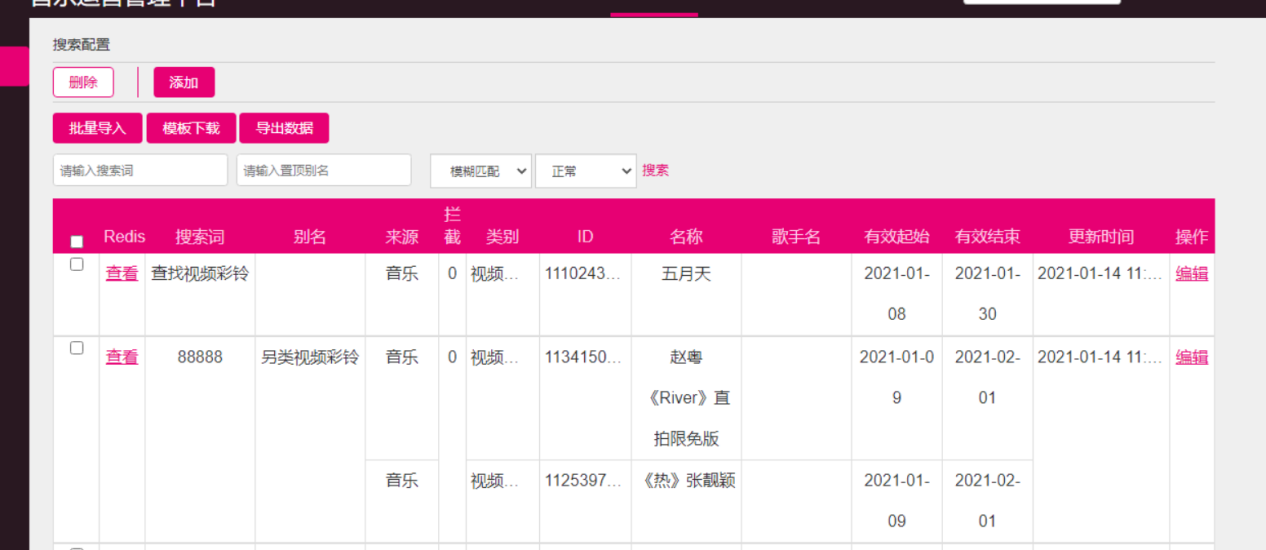 音乐运营管理平台
搜索配置
删除
添加
批量导入 模板下载 导出数据
请输入搜索词 请输入置顶别名 模糊匹配 正常 搜索
Redis 搜索词 别名 来源 拦截 类别 ID 名称 歌手名 有效起始 有效结束 更新时间 操作
查看 查找视频彩铃 音乐 0 视频... 1110243... 五月天 2021-01- 2021-01- 2021-01-14 11:... 编辑
08 30
查看 88888 另类视频彩铃 音乐 0 视频... 1134150... 赵粤 2021-01-0 2021-02- 2021-01-14 11:... 编辑
《River》直 9 01
拍限免版
音乐 视频... 1125397... 《热》张靓颖 2021-01- 2021-02-
09 01